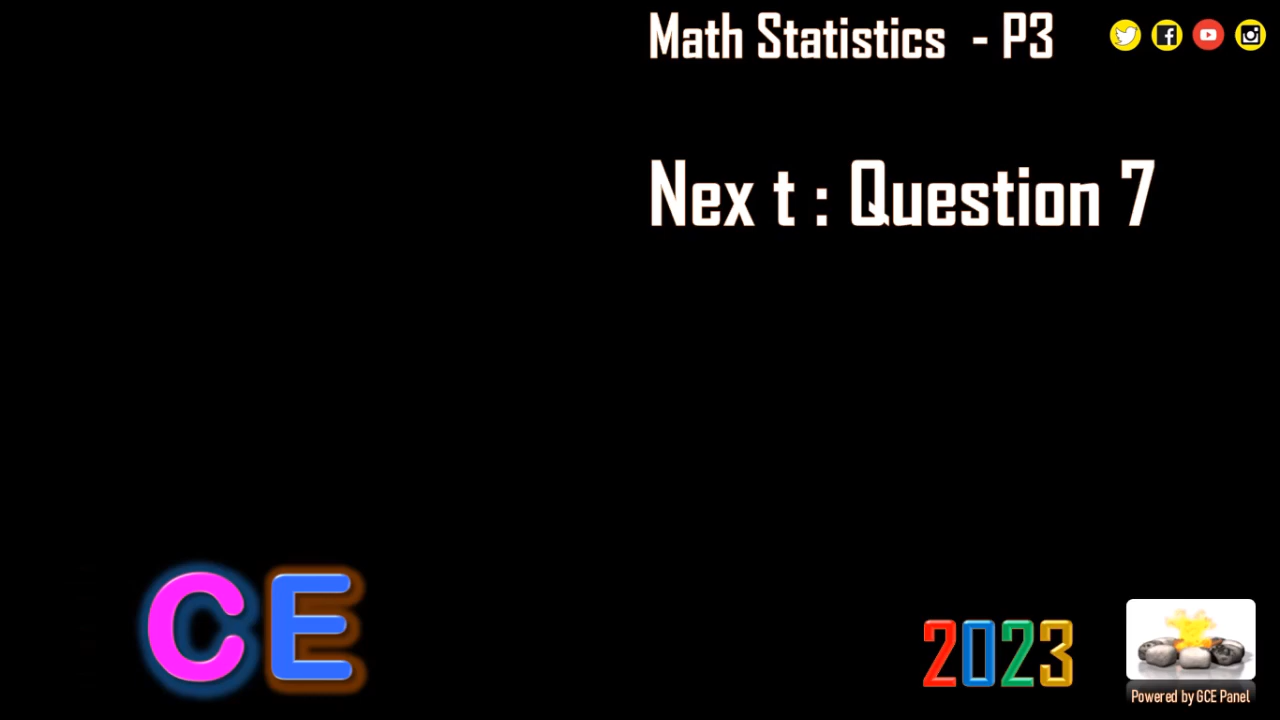 Math Statistics - P3
Nex t : Question 7
CE
2023
Powered by GCE Panel